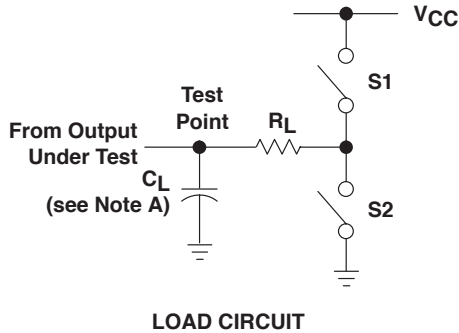 VCC
S1
Test
Point
RL
From Output
Under Test
CL
(see Note A)
S2
LOAD CIRCUIT